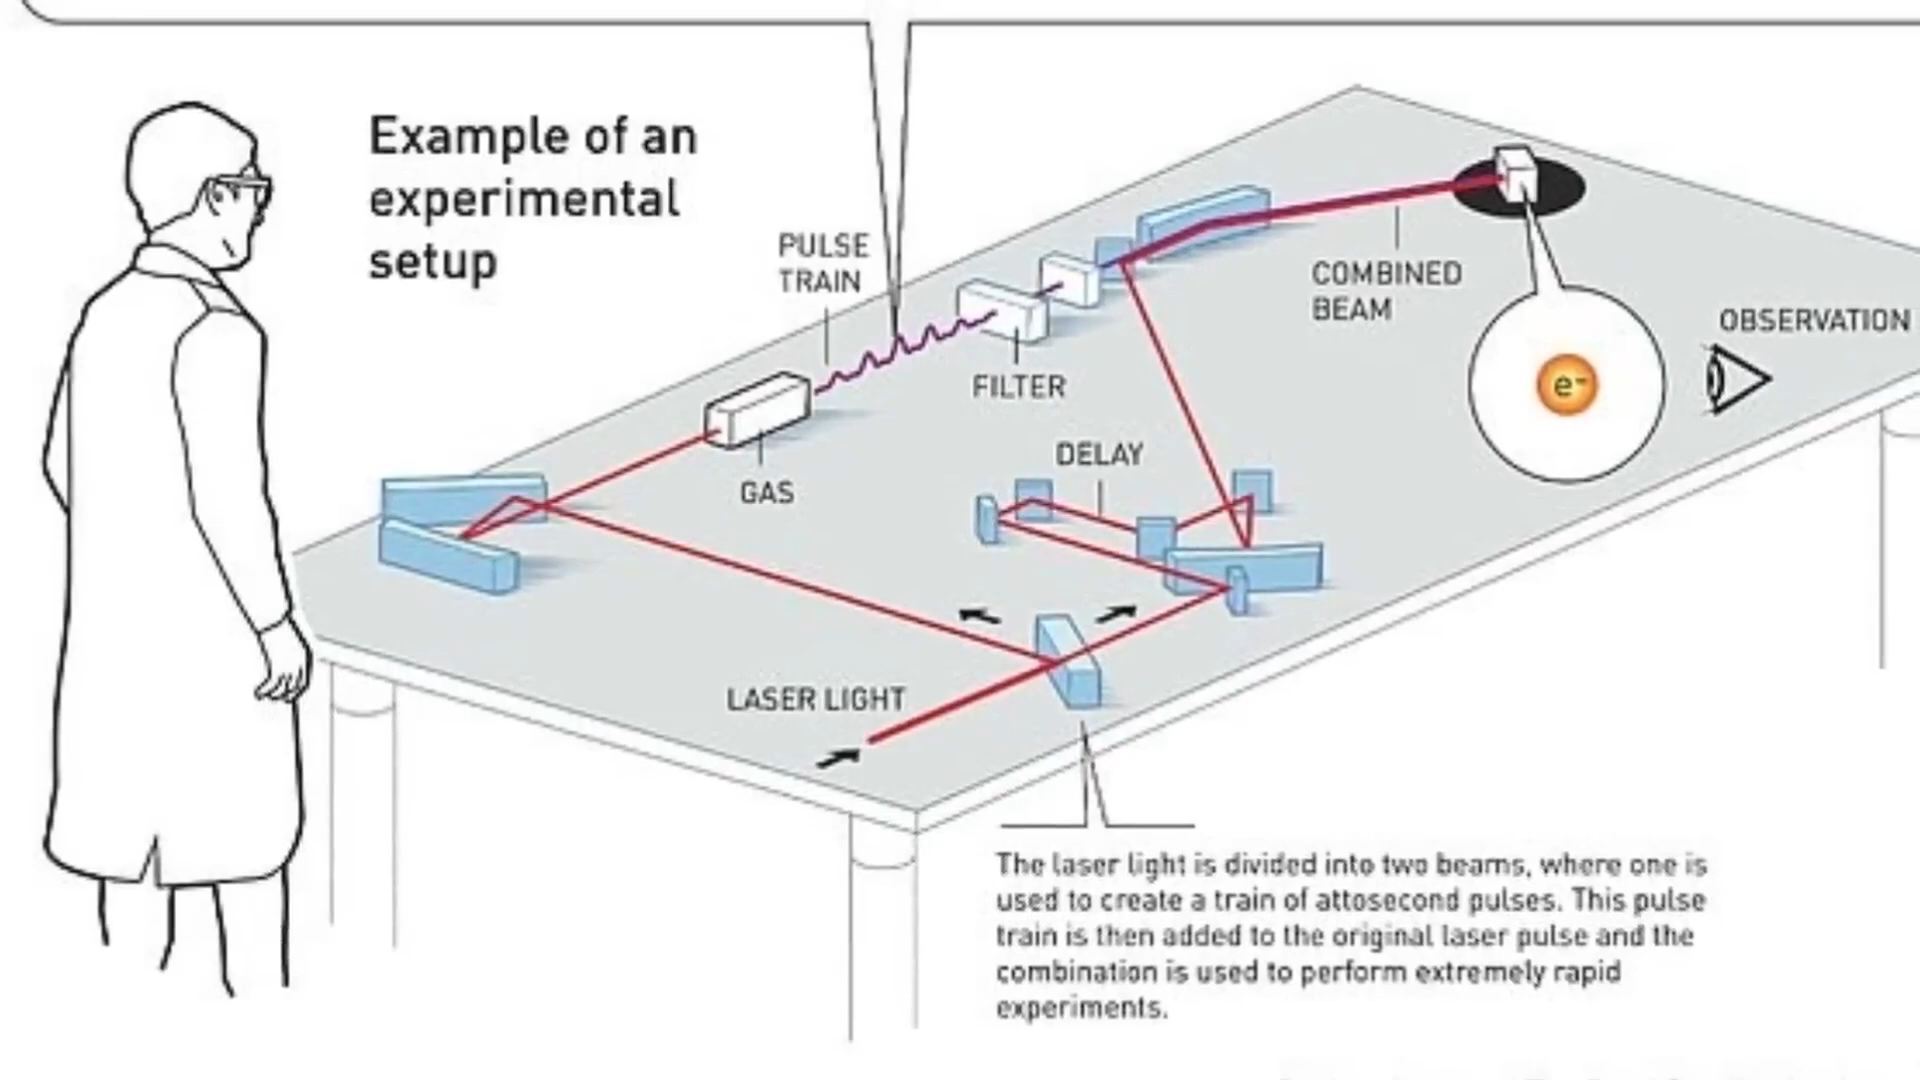 Example of an
experimental
setup
PULSE
TRAIN
FILTER
GAS
DELAY
COMBINED
BEAM
OBSERVATION
e⁻
LASER LIGHT
The laser light is divided into two beams, where one is
used to create a train of attosecond pulses. This pulse
train is then added to the original laser pulse and the
combination is used to perform extremely rapid
experiments.